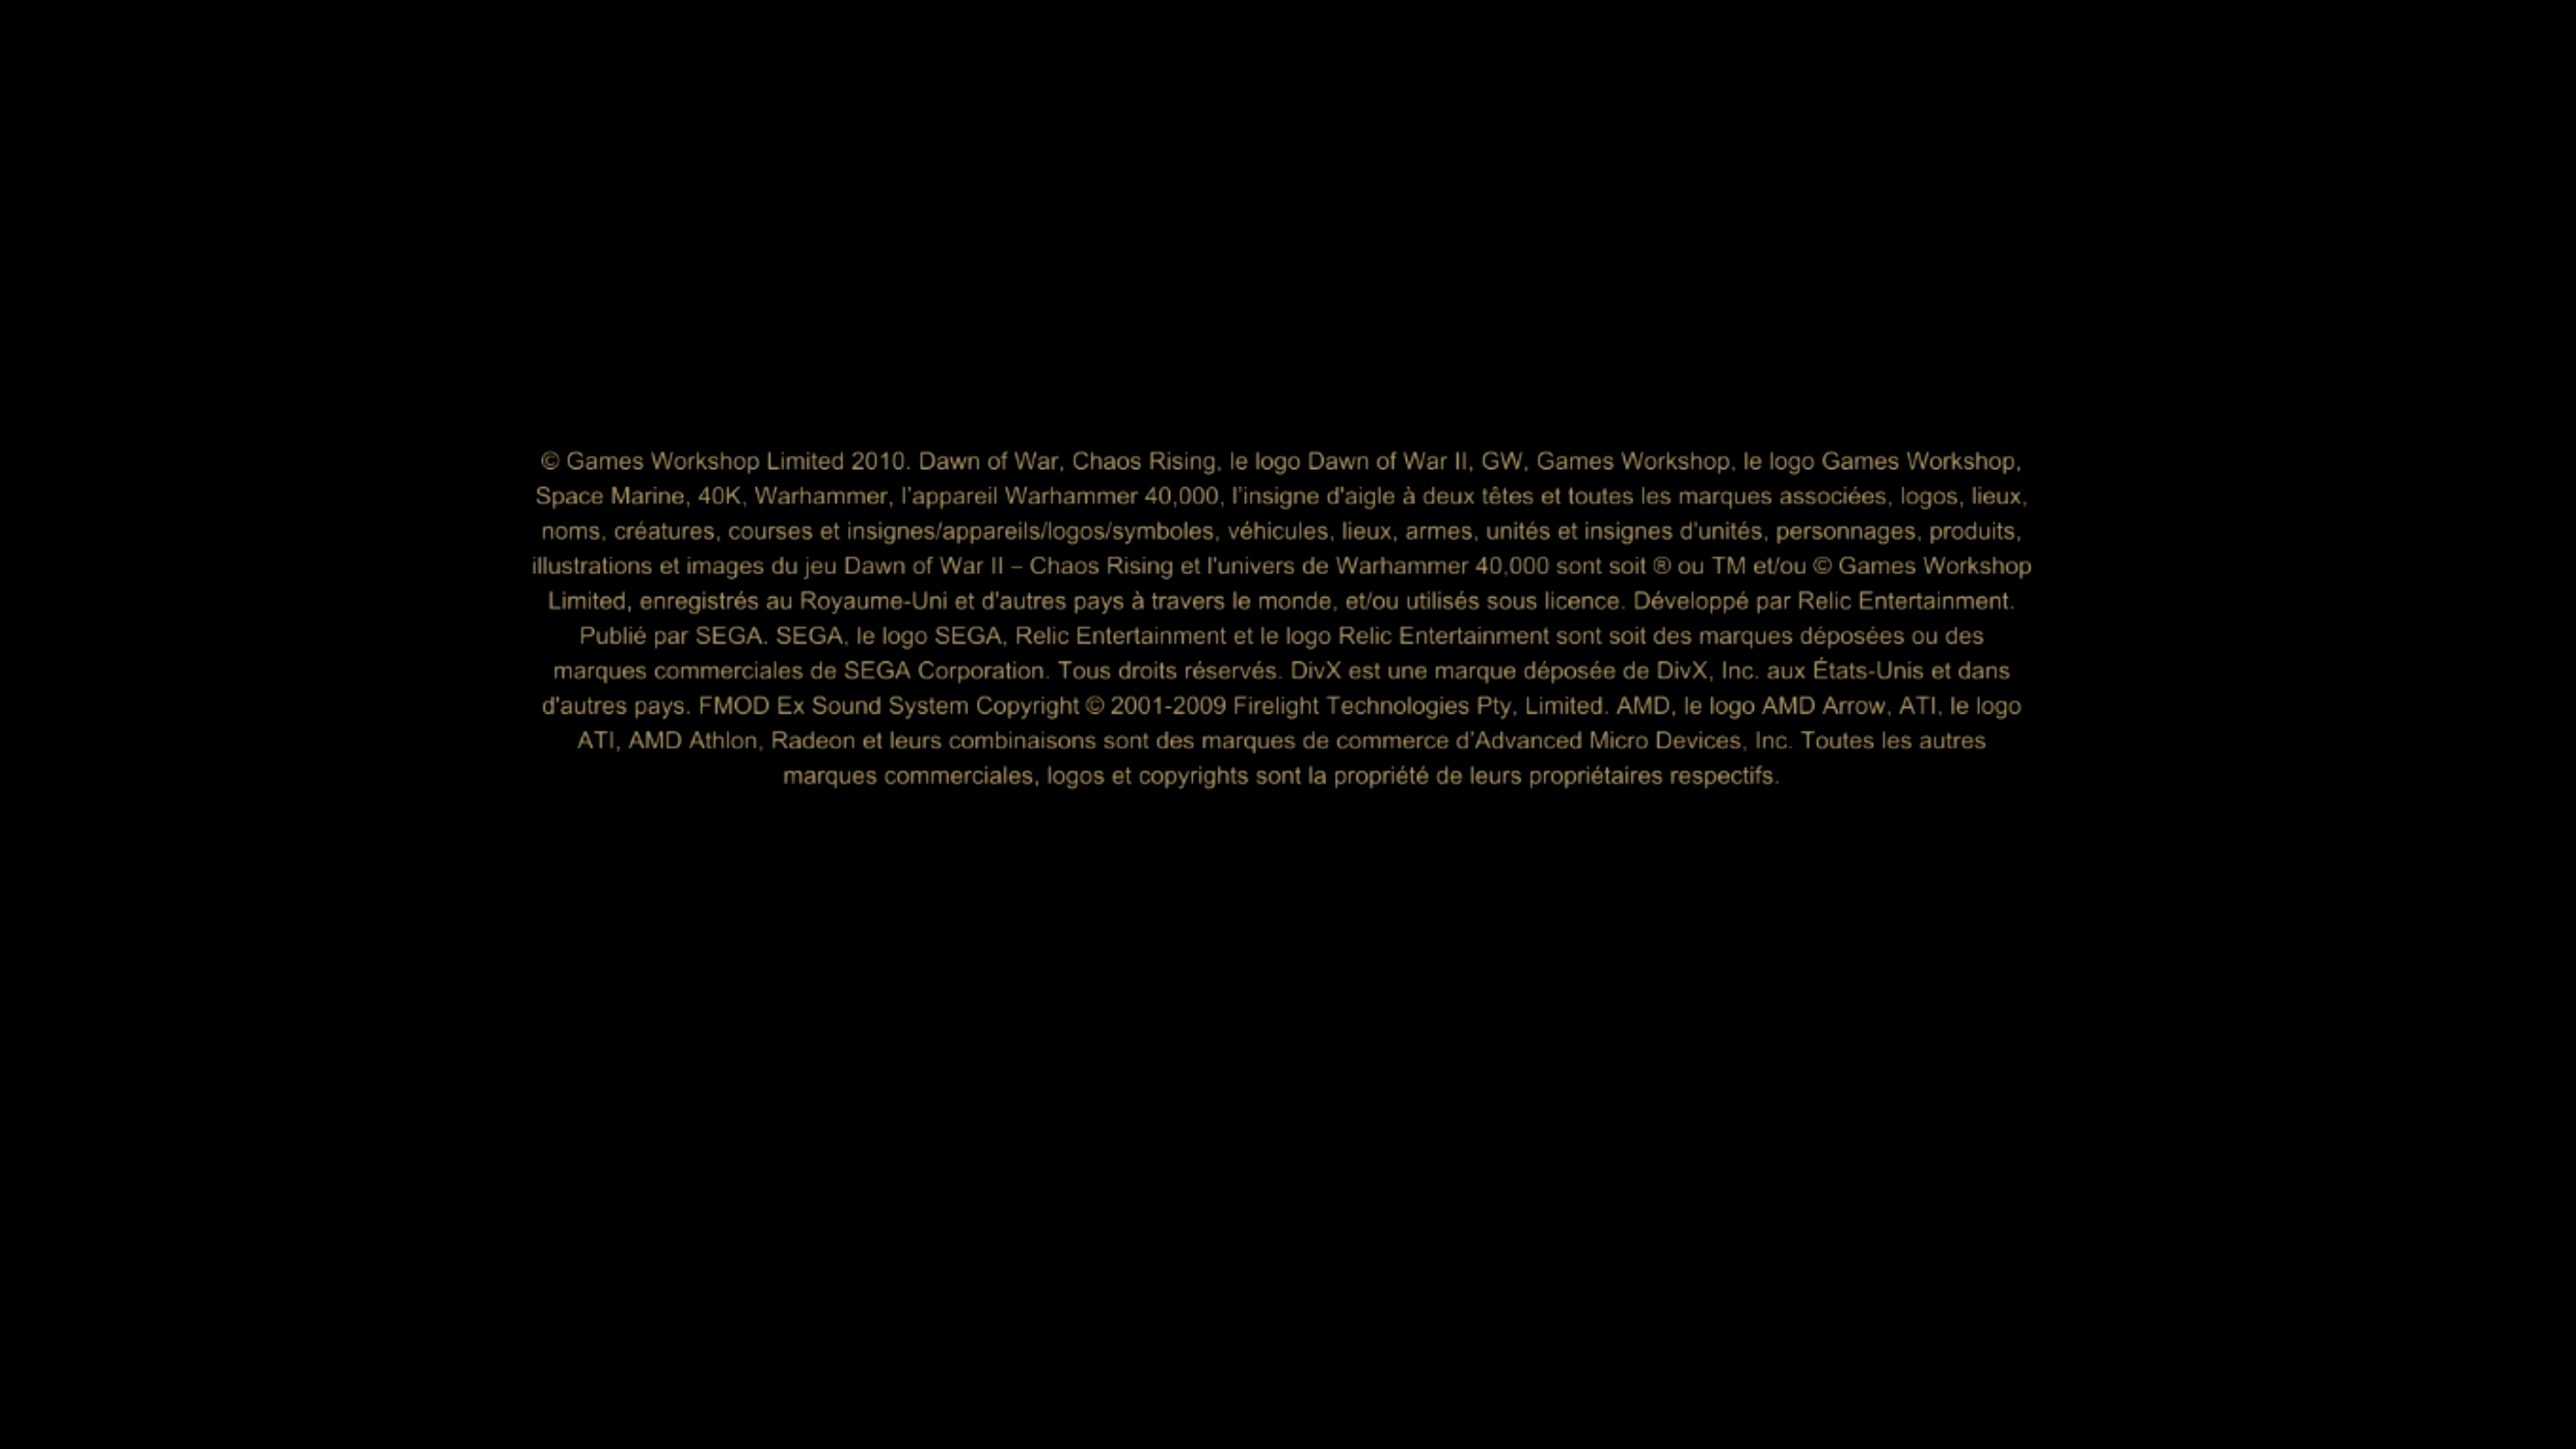 © Games Workshop Limited 2010. Dawn of War, Chaos Rising, le logo Dawn of War II, GW, Games Workshop, le logo Games Workshop,
Space Marine, 40K, Warhammer, l’appareil Warhammer 40,000, l’insigne d'aigle à deux têtes et toutes les marques associées, logos, lieux,
noms, créatures, courses et insignes/appareils/logos/symboles, véhicules, lieux, armes, unités et insignes d'unités, personnages, produits,
illustrations et images du jeu Dawn of War II – Chaos Rising et l'univers de Warhammer 40,000 sont soit ® ou TM et/ou © Games Workshop
Limited, enregistrés au Royaume-Uni et d'autres pays à travers le monde, et/ou utilisés sous licence. Développé par Relic Entertainment.
Publié par SEGA. SEGA, le logo SEGA, Relic Entertainment et le logo Relic Entertainment sont soit des marques déposées ou des
marques commerciales de SEGA Corporation. Tous droits réservés. DivX est une marque déposée de DivX, Inc. aux États-Unis et dans
d'autres pays. FMOD Ex Sound System Copyright © 2001-2009 Firelight Technologies Pty, Limited. AMD, le logo AMD Arrow, ATI, le logo
ATI, AMD Athlon, Radeon et leurs combinaisons sont des marques de commerce d’Advanced Micro Devices, Inc. Toutes les autres
marques commerciales, logos et copyrights sont la propriété de leurs propriétaires respectifs.